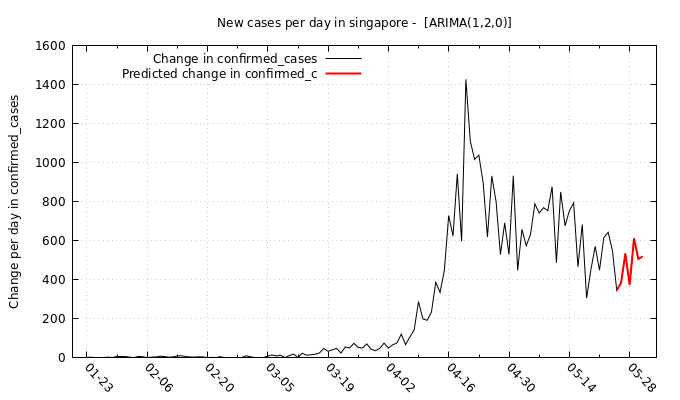 New cases per day in singapore -  [ARIMA(1,2,0)]
Change in confirmed_cases
Predicted change in confirmed_c
Change per day in confirmed_cases
1600
1400
1200
1000
800
600
400
200
0
01-23 02-06 02-20 03-05 03-19 04-02 04-16 04-30 05-14 05-28